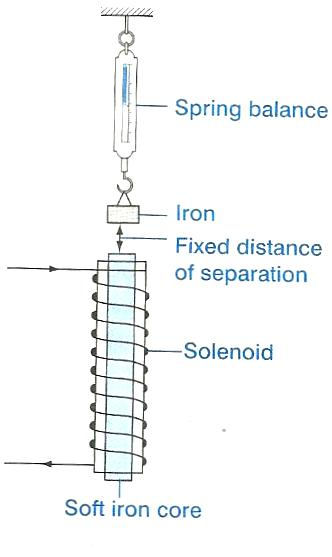 Spring balance
Iron
Fixed distance
of separation
Solenoid
Soft iron core